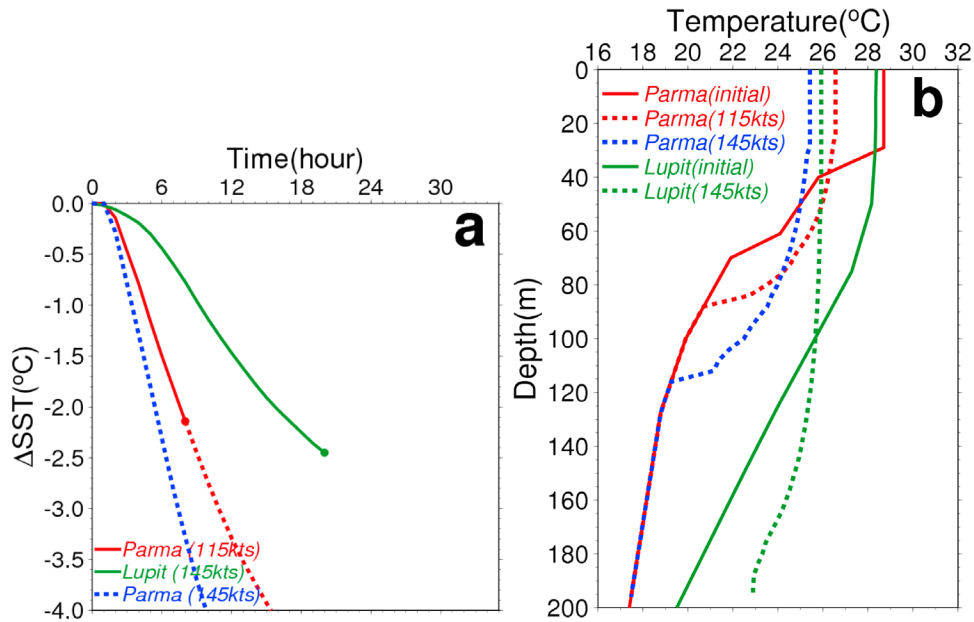 Time(hour)
0 6 12 18 24 30
0.0
-0.5
-1.0
-1.5
-2.0
-2.5
-3.0
-3.5
-4.0
ΔSST(ºC)
a
Parma (115kts)
Lupit (145kts)
Parma (145kts)
Temperature(ºC)
16 18 20 22 24 26 28 30 32
0
20
40
60
80
100
120
140
160
180
200
Depth(m)
b
Parma(initial)
Parma(115kts)
Parma(145kts)
Lupit(initial)
Lupit(145kts)